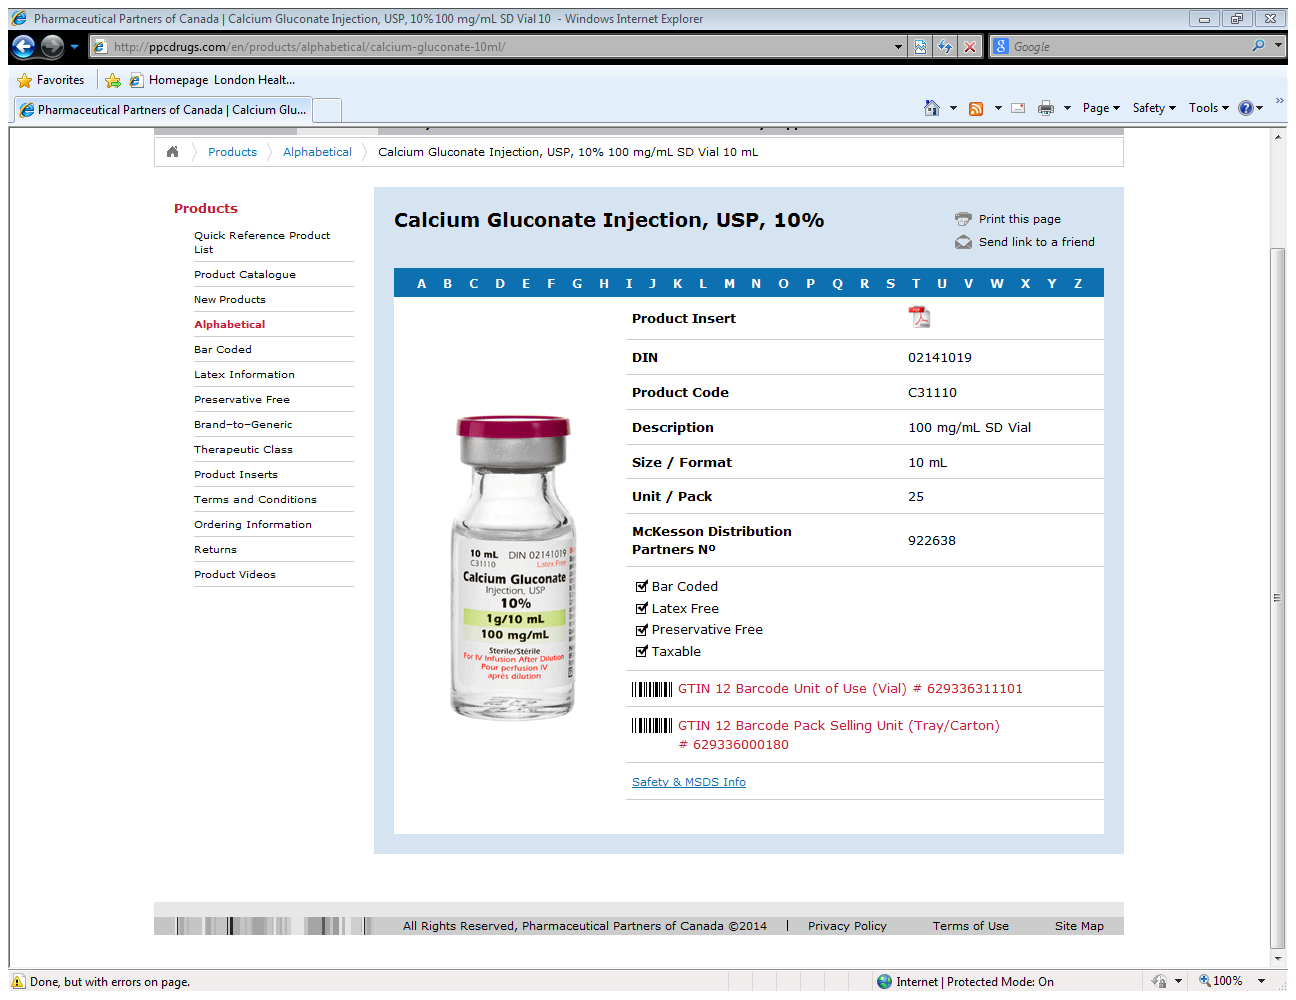 Pharmaceutical Partners of Canada | Calcium Gluconate Injection, USP, 10% 100 mg/mL SD Vial 10 - Windows Internet Explorer
http://ppcdrugs.com/en/products/alphabetical/calcium-gluconate-10ml/
Google
Favorites
Homepage London Healt...
Pharmaceutical Partners of Canada | Calcium Glu...
Page
Safety
Tools
Products
Alphabetical
Calcium Gluconate Injection, USP, 10% 100 mg/mL SD Vial 10 mL
Products
Quick Reference Product
List
Product Catalogue
New Products
Alphabetical
Bar Coded
Latex Information
Preservative Free
Brand-to-Generic
Therapeutic Class
Product Inserts
Terms and Conditions
Ordering Information
Returns
Product Videos
Calcium Gluconate Injection, USP, 10%
Print this page
Send link to a friend
A B C D E F G H I J K L M N O P Q R S T U V W X Y Z
10 mL DIN 02141019
C31110 Latex Free
Calcium Gluconate
Injection, USP
10%
1g/10 mL
100 mg/mL
Sterile/Stérile
For IV Infusion After Dilution
Pour perfusion IV
après dilution
Product Insert
DIN 02141019
Product Code C31110
Description 100 mg/mL SD Vial
Size / Format 10 mL
Unit / Pack 25
McKesson Distribution
Partners Nº 922638
Bar Coded
Latex Free
Preservative Free
Taxable
GTIN 12 Barcode Unit of Use (Vial) # 629336311101
GTIN 12 Barcode Pack Selling Unit (Tray/Carton)
# 629336000180
Safety & MSDS Info
All Rights Reserved, Pharmaceutical Partners of Canada ©2014 | Privacy Policy Terms of Use Site Map
Done, but with errors on page.
Internet | Protected Mode: On
100%